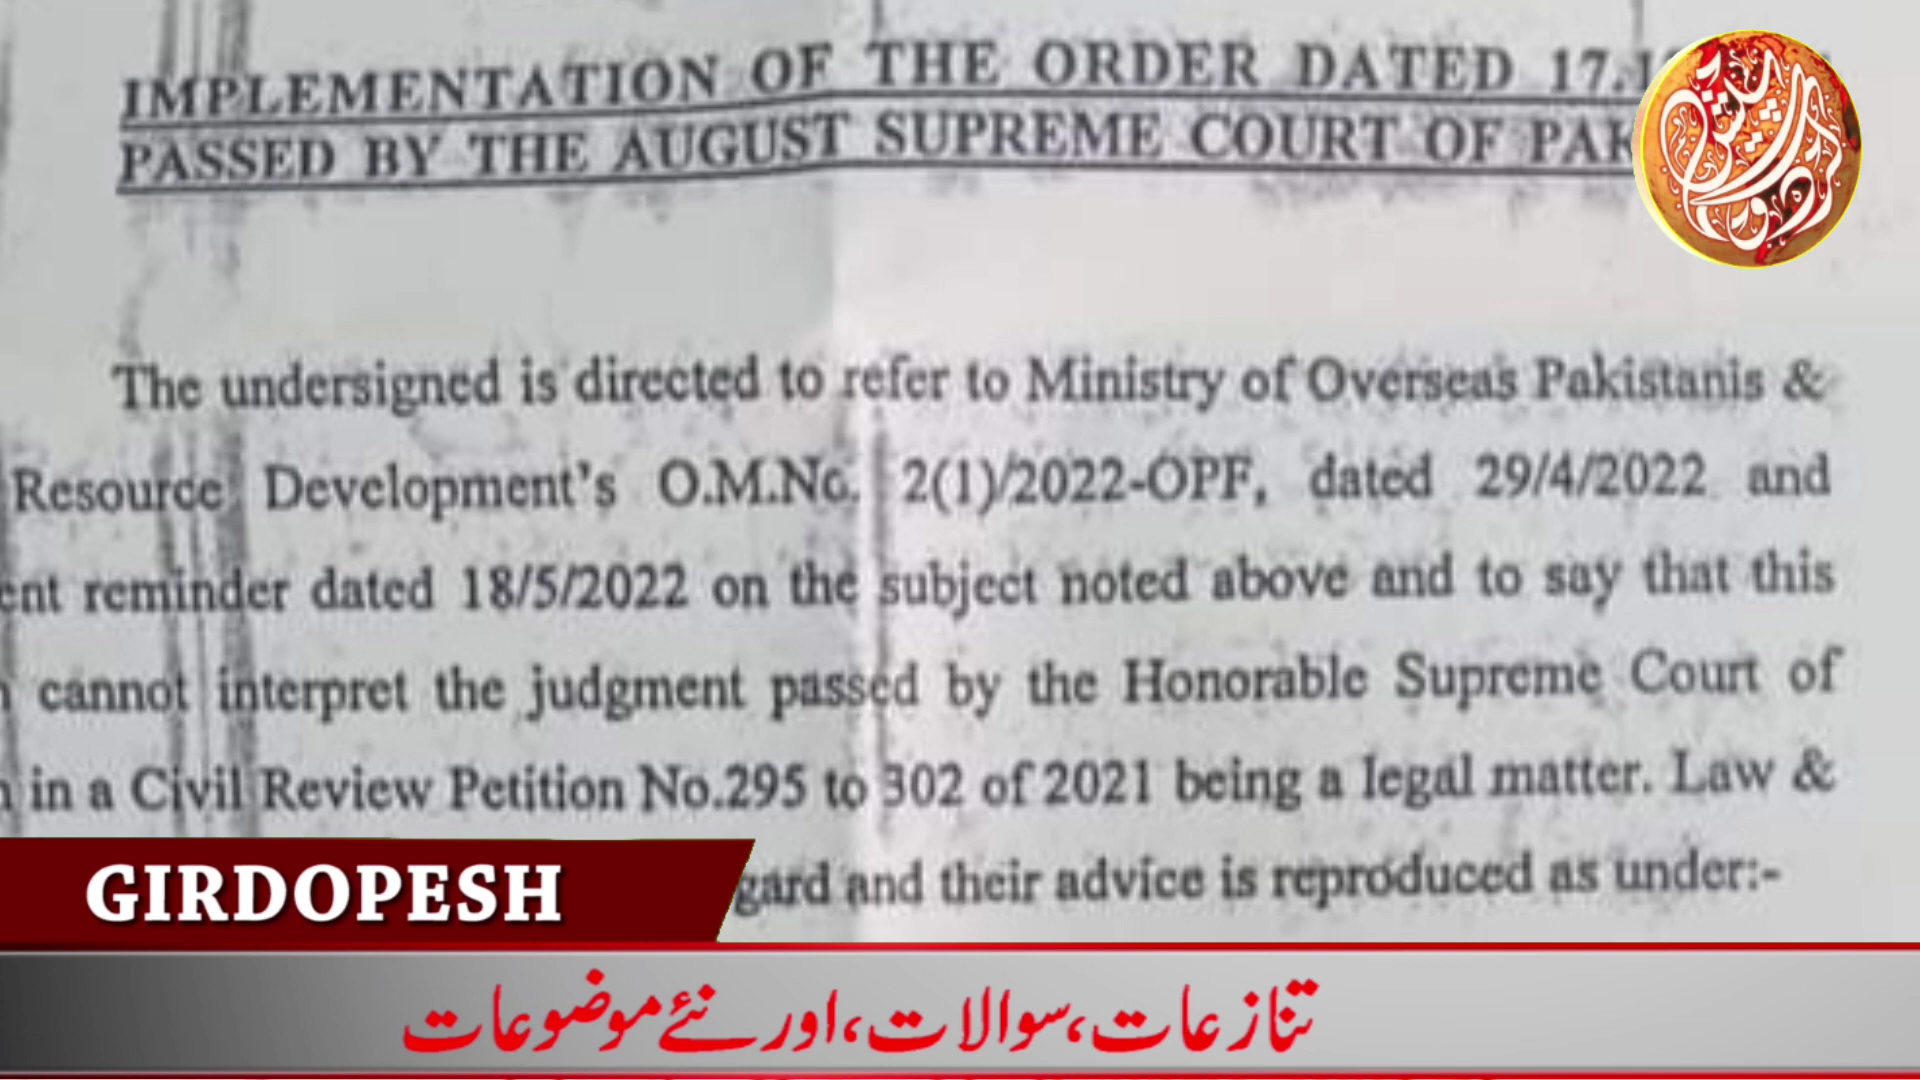 IMPLEMENTATION OF THE ORDER DATED 17.1
PASSED BY THE AUGUST SUPREME COURT OF PAK
The undersigned is directed to refer to Ministry of Overseas Pakistanis &
Resource Development's O.M.No. 2(1)/2022-OPF, dated 29/4/2022 and
ent reminder dated 18/5/2022 on the subject noted above and to say that this
n cannot interpret the judgment passed by the Honorable Supreme Court of
n in a Civil Review Petition No.295 to 302 of 2021 being a legal matter. Law &
gard and their advice is reproduced as under:-
گردوپیش
GIRDOPESH
تنازعات، سوالات، اور نئے موضوعات